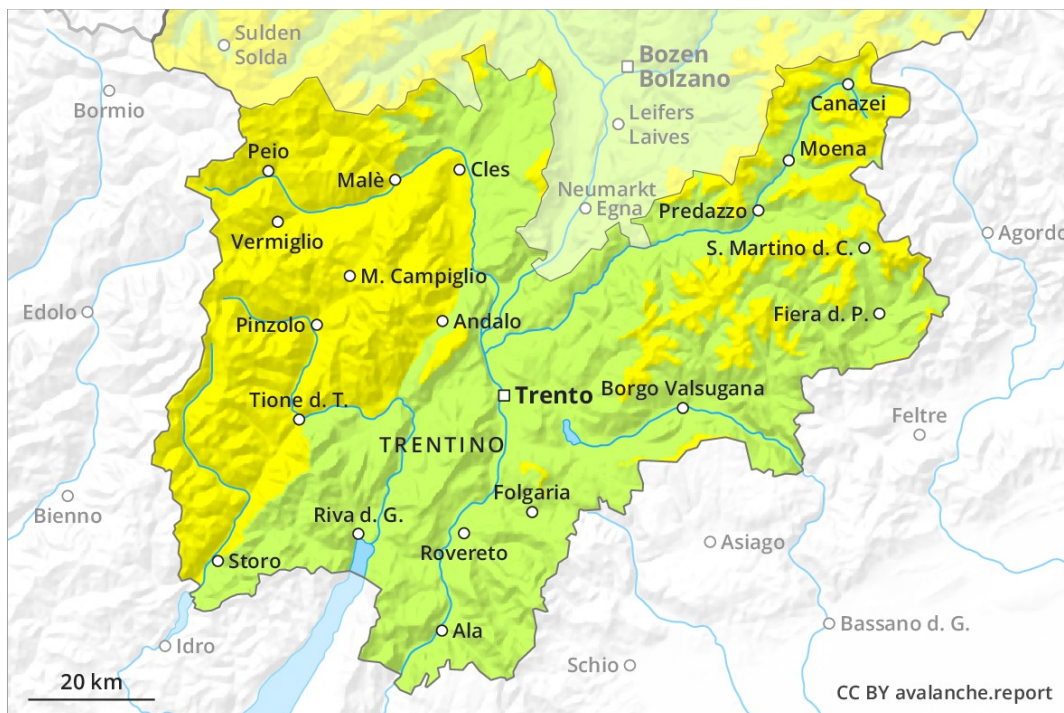 Sulden
Solda
Bozen
Bolzano
Bormio
Canazei
Leifers
Laives
Moena
Peio
Malè
Cles
Neumarkt
Egna
Predazzo
Vermiglio
Agordo
S. Martino d. C.
M. Campiglio
Edolo
Pinzolo
Andalo
Fiera d. P.
Trento
Borgo Valsugana
Tione d. T.
Feltre
TRENTINO
Folgaria
Bienno
Riva d. G.
Rovereto
Asiago
Storo
Ala
Bassano d. G.
Idro
Schio
20 km
CC BY avalanche.report